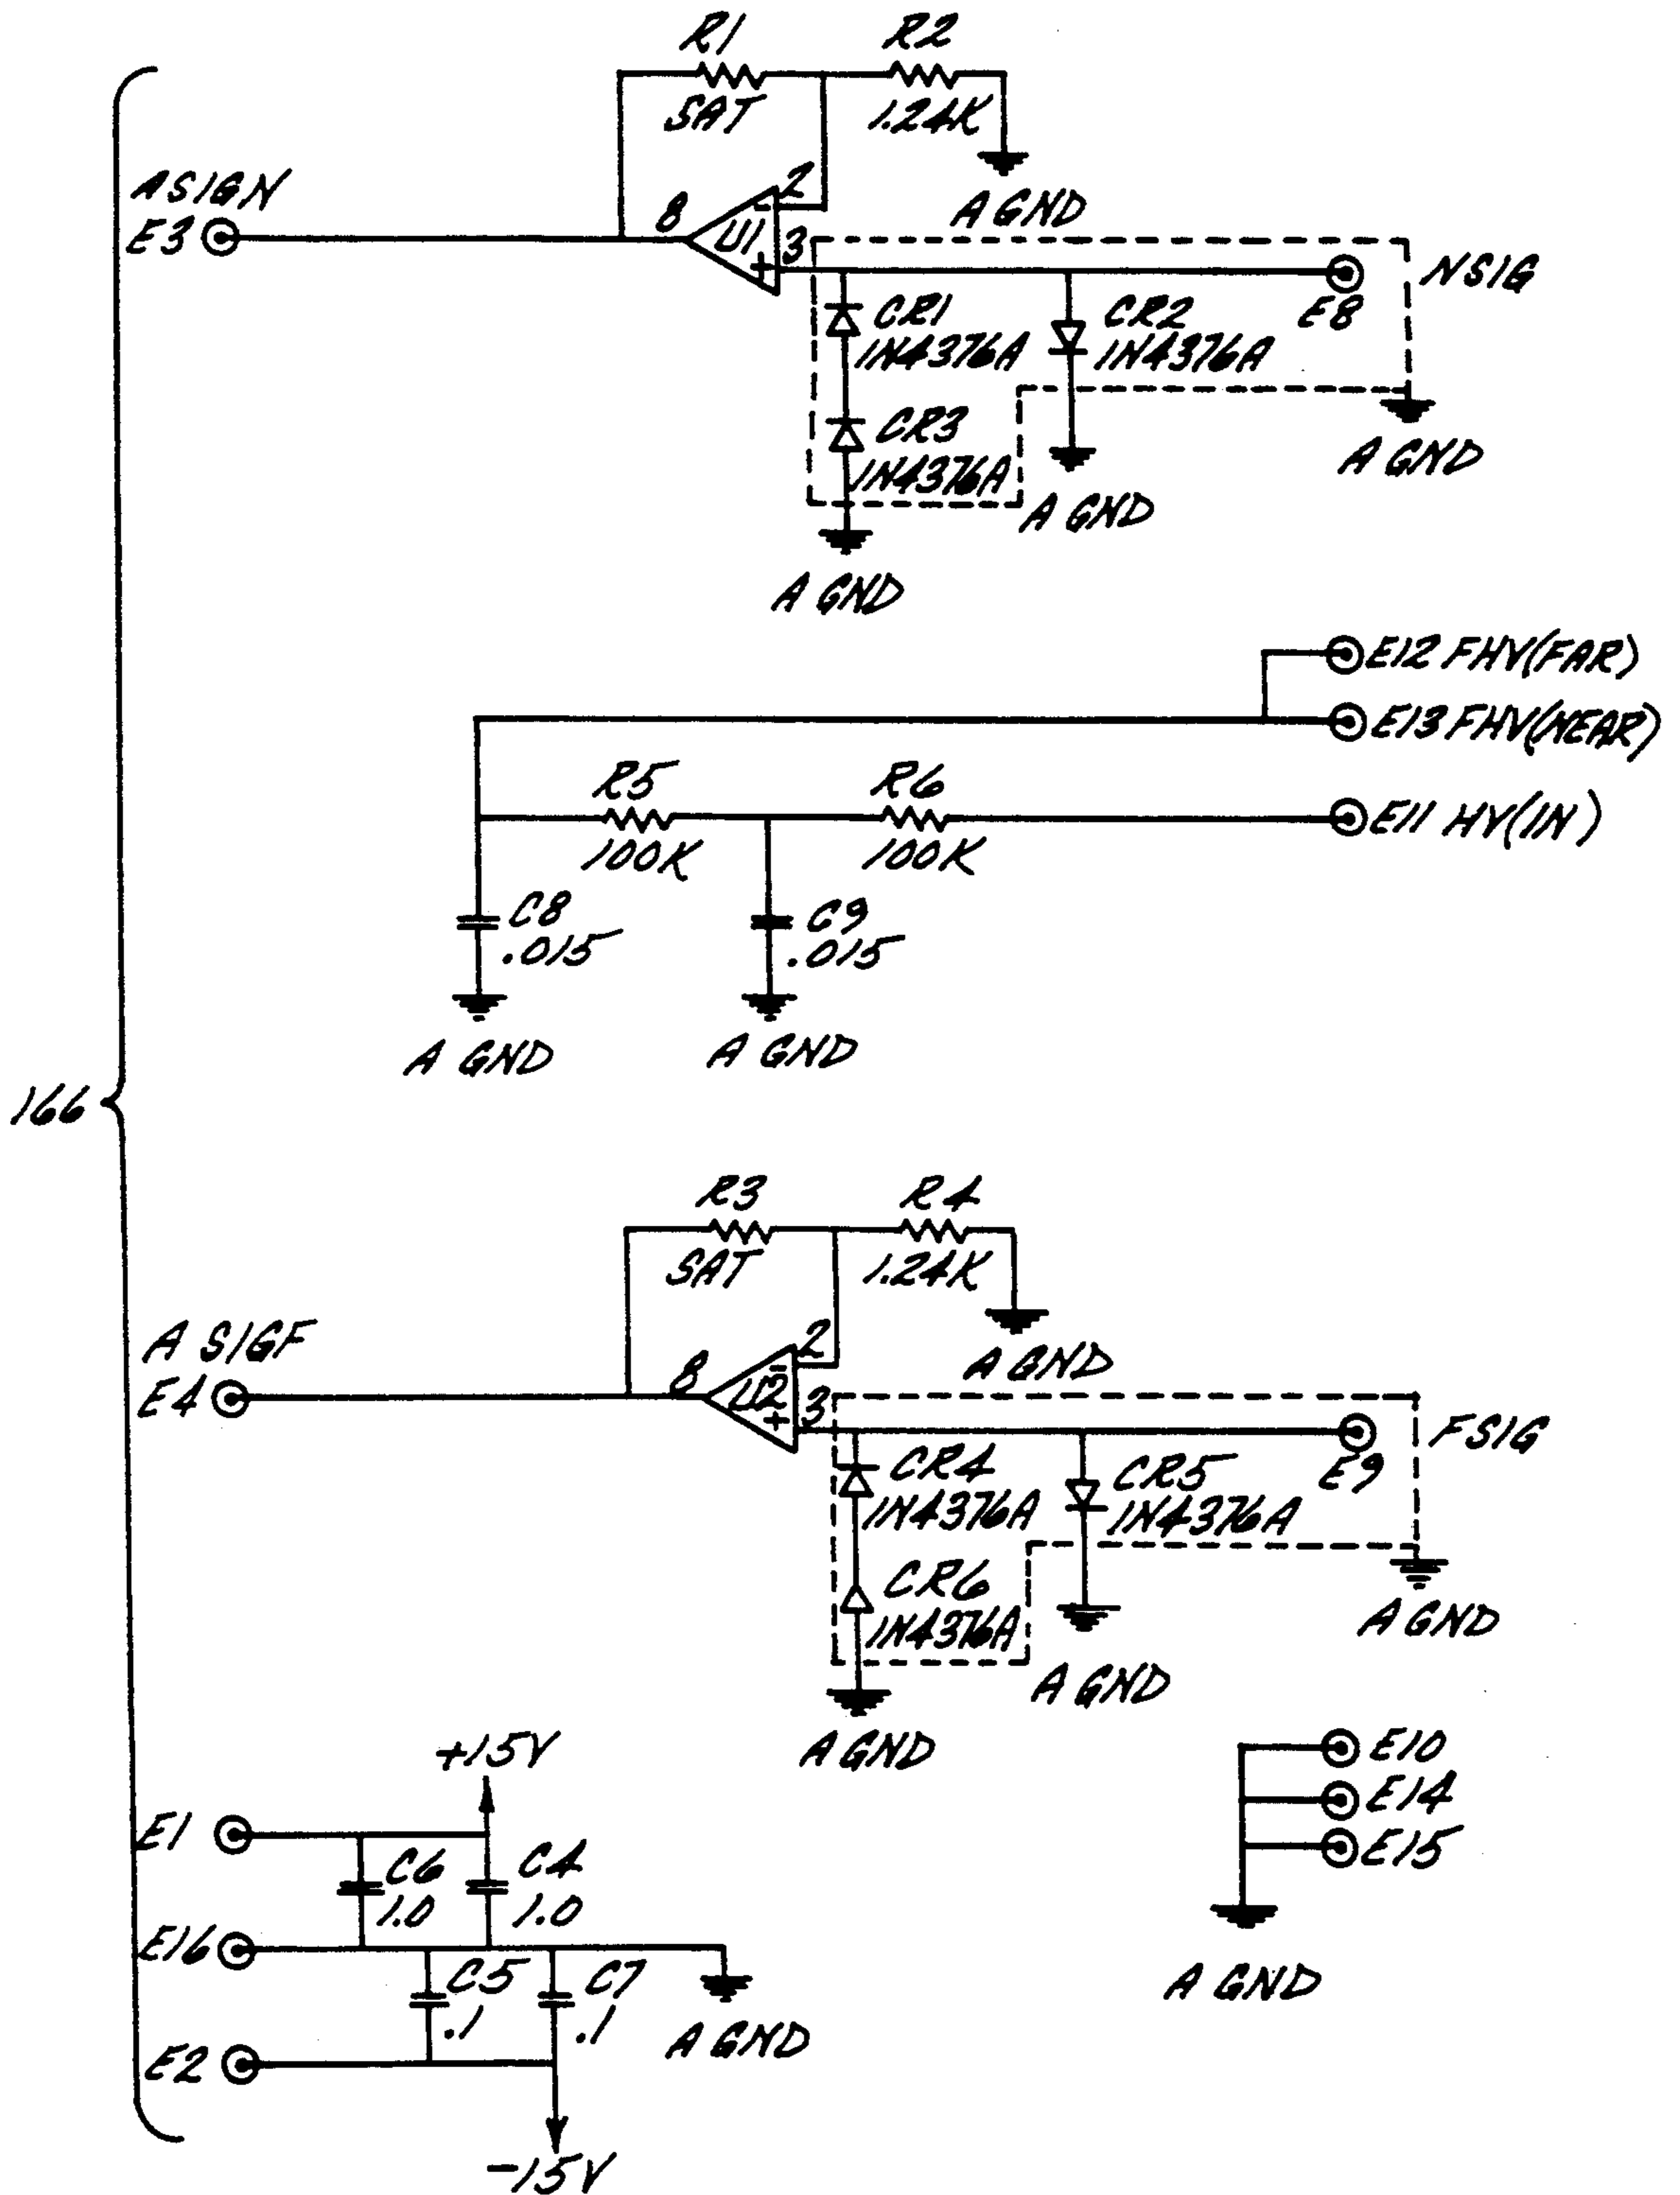 R1 R2
SAT 1.24K
ASIGN
E3
8 U1 - 2
+ 3
A GND
NSIG
E8
CR1
1N4376A
CR2
1N4376A
CR3
1N4376A
A GND
A GND
A GND
E12 FHV(FAR)
E13 FHV(NEAR)
R5 R6
100K 100K
E11 HV(IN)
C8
.015
C9
.015
A GND A GND
166
R3 R4
SAT 1.24K
A SIGF
E4
8 U2 - 2
+ 3
A GND
FSIG
E9
CR4
1N4376A
CR5
1N4376A
CR6
1N4376A
A GND
A GND
A GND
+15V
E1
C6
1.0
C4
1.0
E16
C5
.1
C7
.1
A GND
E2
-15V
E10
E14
E15
A GND